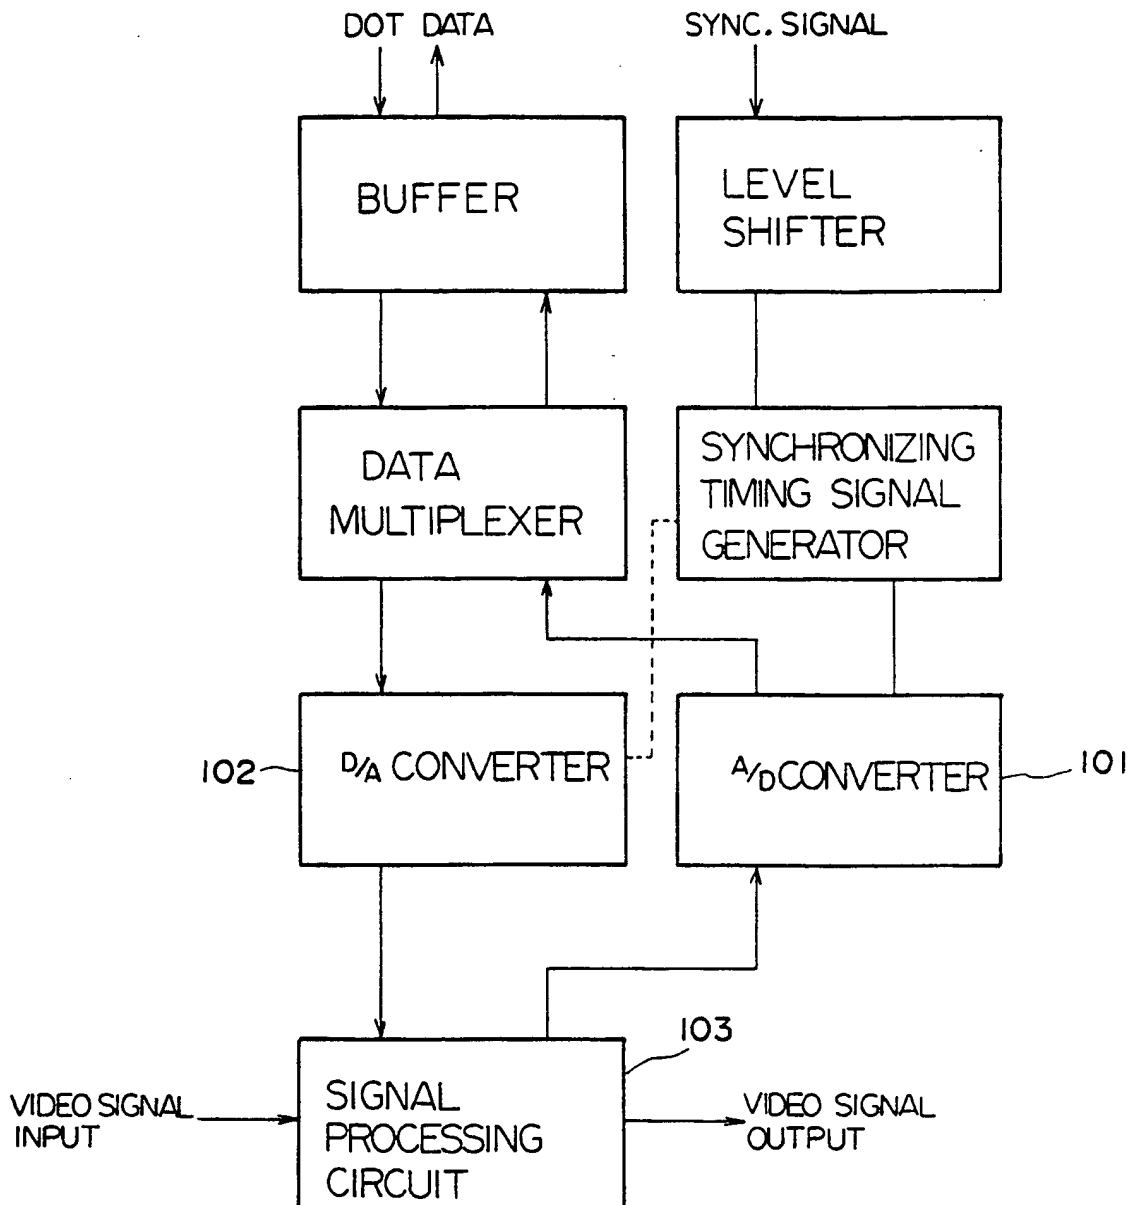 DOT DATA
SYNC. SIGNAL
BUFFER
LEVEL
SHIFTER
DATA
MULTIPLEXER
SYNCHRONIZING
TIMING SIGNAL
GENERATOR
102
D/A CONVERTER
A/D CONVERTER
101
103
VIDEO SIGNAL
INPUT
SIGNAL
PROCESSING
CIRCUIT
VIDEO SIGNAL
OUTPUT